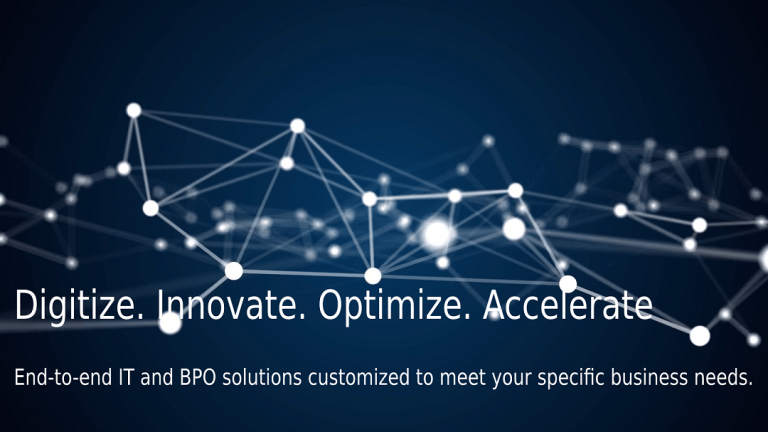 Digitize. Innovate. Optimize. Accelerate
End-to-end IT and BPO solutions customized to meet your specific business needs.